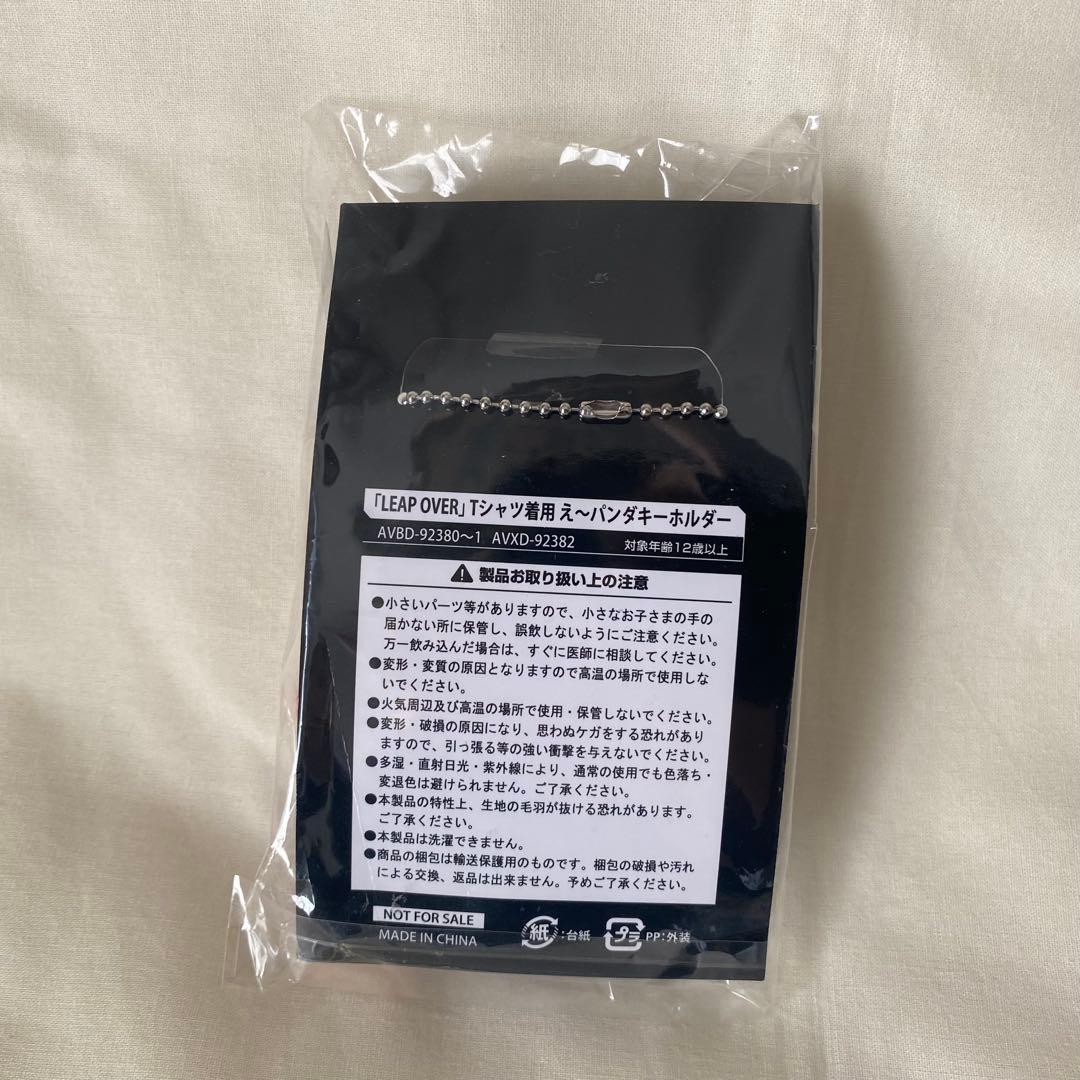 「LEAP OVER」Tシャツ着用 え〜パンダキーホルダー
AVBD-92380〜1 AVXD-92382 対象年齢12歳以上
製品お取り扱い上の注意
●小さいパーツ等がありますので、小さなお子さまの手の
届かない所に保管し、誤飲しないようにご注意ください。
万一飲み込んだ場合は、すぐに医師に相談してください。
●変形・変質の原因となりますので高温の場所で使用しな
いでください。
●火気周辺及び高温の場所で使用・保管しないでください。
●変形・破損の原因になり、思わぬケガをする恐れがあり
ますので、引っ張る等の強い衝撃を与えないでください。
●多湿・直射日光・紫外線により、通常の使用でも色落ち・
変退色は避けられません。ご了承ください。
●本製品の特性上、生地の毛羽が抜ける恐れがあります。
ご了承ください。
●本製品は洗濯できません。
●商品の梱包は輸送保護用のものです。梱包の破損や汚れ
による交換、返品は出来ません。予めご了承ください。
NOT FOR SALE
MADE IN CHINA 紙:台紙 プラ PP:外装